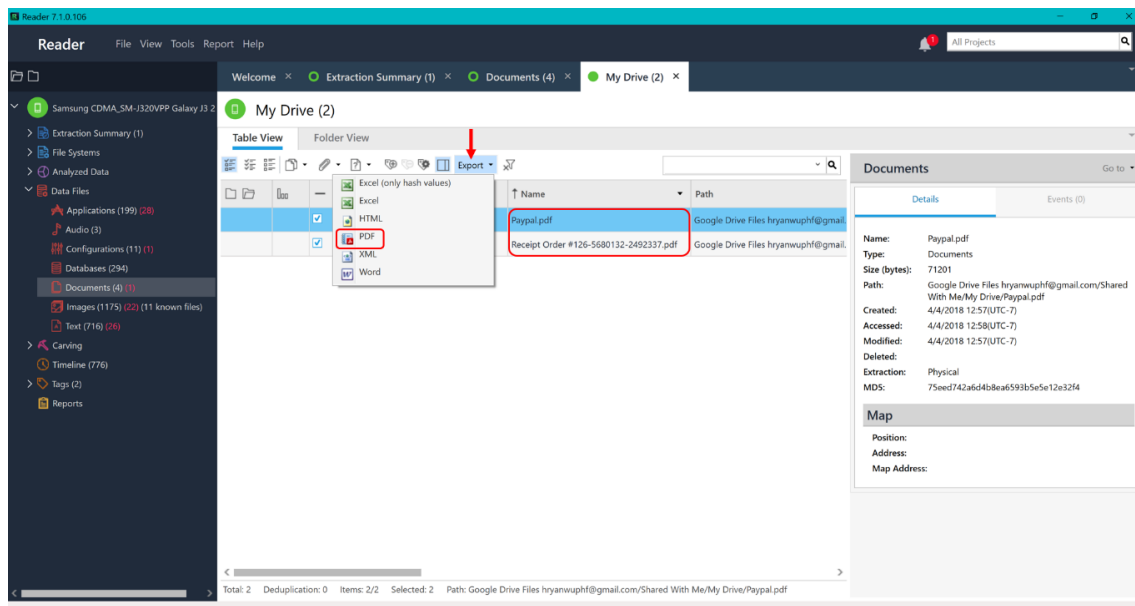 Reader 7.1.0.106
Reader File View Tools Report Help
1
All Projects
Welcome × Extraction Summary (1) × Documents (4) × My Drive (2) ×
Samsung CDMA_SM-J320VPP Galaxy J3 2
Extraction Summary (1)
File Systems
Analyzed Data
Data Files
Applications (199) (28)
Audio (3)
Configurations (11) (1)
Databases (294)
Documents (4) (1)
Images (1175) (22) (11 known files)
Text (716) (26)
Carving
Timeline (776)
Tags (2)
Reports
My Drive (2)
Table View Folder View
Export
Excel (only hash values)
Excel
HTML
PDF
XML
Word
Name Path
Paypal.pdf Google Drive Files hryanwuphf@gmail.
Receipt Order #126-5680132-2492337.pdf Google Drive Files hryanwuphf@gmail.
Total: 2 Deduplication: 0 Items: 2/2 Selected: 2 Path: Google Drive Files hryanwuphf@gmail.com/Shared With Me/My Drive/Paypal.pdf
Documents Go to
Details Events (0)
Name: Paypal.pdf
Type: Documents
Size (bytes): 71201
Path: Google Drive Files hryanwuphf@gmail.com/Shared
With Me/My Drive/Paypal.pdf
Created: 4/4/2018 12:57(UTC-7)
Accessed: 4/4/2018 12:58(UTC-7)
Modified: 4/4/2018 12:57(UTC-7)
Deleted:
Extraction: Physical
MD5: 75eed742a6d4b8ea6593b5e5e12e32f4
Map
Position:
Address:
Map Address: